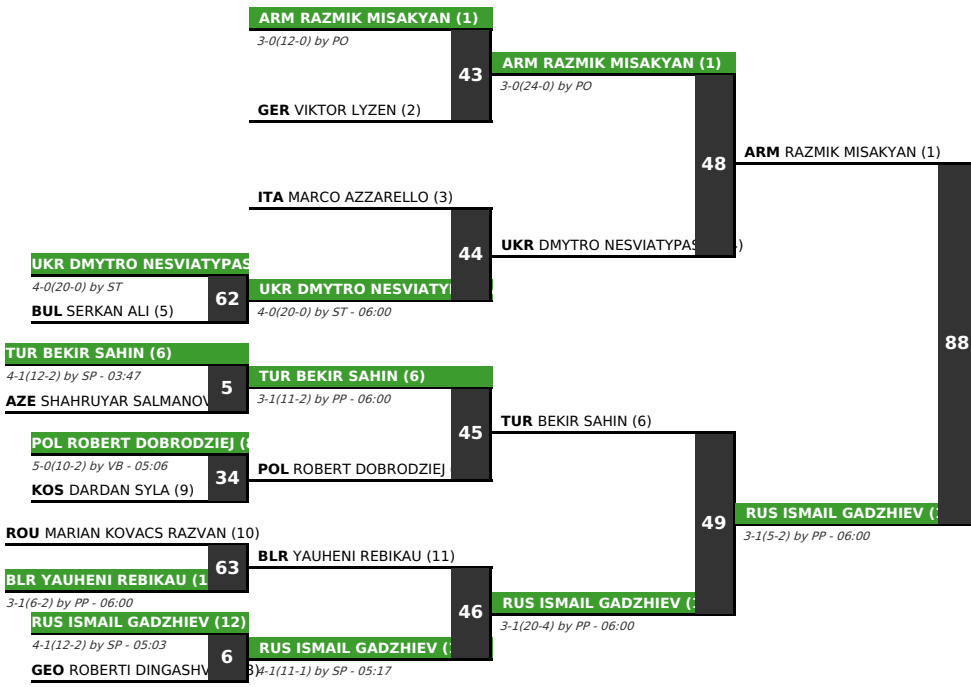 ARM RAZMIK MISAKYAN (1)
3-0(12-0) by PO
43
GER VIKTOR LYZEN (2)
ARM RAZMIK MISAKYAN (1)
3-0(24-0) by PO
48
ARM RAZMIK MISAKYAN (1)
ITA MARCO AZZARELLO (3)
44
UKR DMYTRO NESVIATYPAS
UKR DMYTRO NESVIATYPAS
4-0(20-0) by ST
62
BUL SERKAN ALI (5)
UKR DMYTRO NESVIATY
4-0(20-0) by ST - 06:00
88
TUR BEKIR SAHIN (6)
4-1(12-2) by SP - 03:47
5
AZE SHAHRUYAR SALMANOV
TUR BEKIR SAHIN (6)
3-1(11-2) by PP - 06:00
45
TUR BEKIR SAHIN (6)
POL ROBERT DOBRODZIEJ (8
5-0(10-2) by VB - 05:06
34
KOS DARDAN SYLA (9)
POL ROBERT DOBRODZIEJ
49
RUS ISMAIL GADZHIEV (
3-1(5-2) by PP - 06:00
ROU MARIAN KOVACS RAZVAN (10)
63
BLR YAUHENI REBIKAU (1
3-1(6-2) by PP - 06:00
BLR YAUHENI REBIKAU (11)
46
RUS ISMAIL GADZHIEV (
3-1(20-4) by PP - 06:00
RUS ISMAIL GADZHIEV (12)
4-1(12-2) by SP - 05:03
6
GEO ROBERTI DINGASHV
RUS ISMAIL GADZHIEV (
4-1(11-1) by SP - 05:17